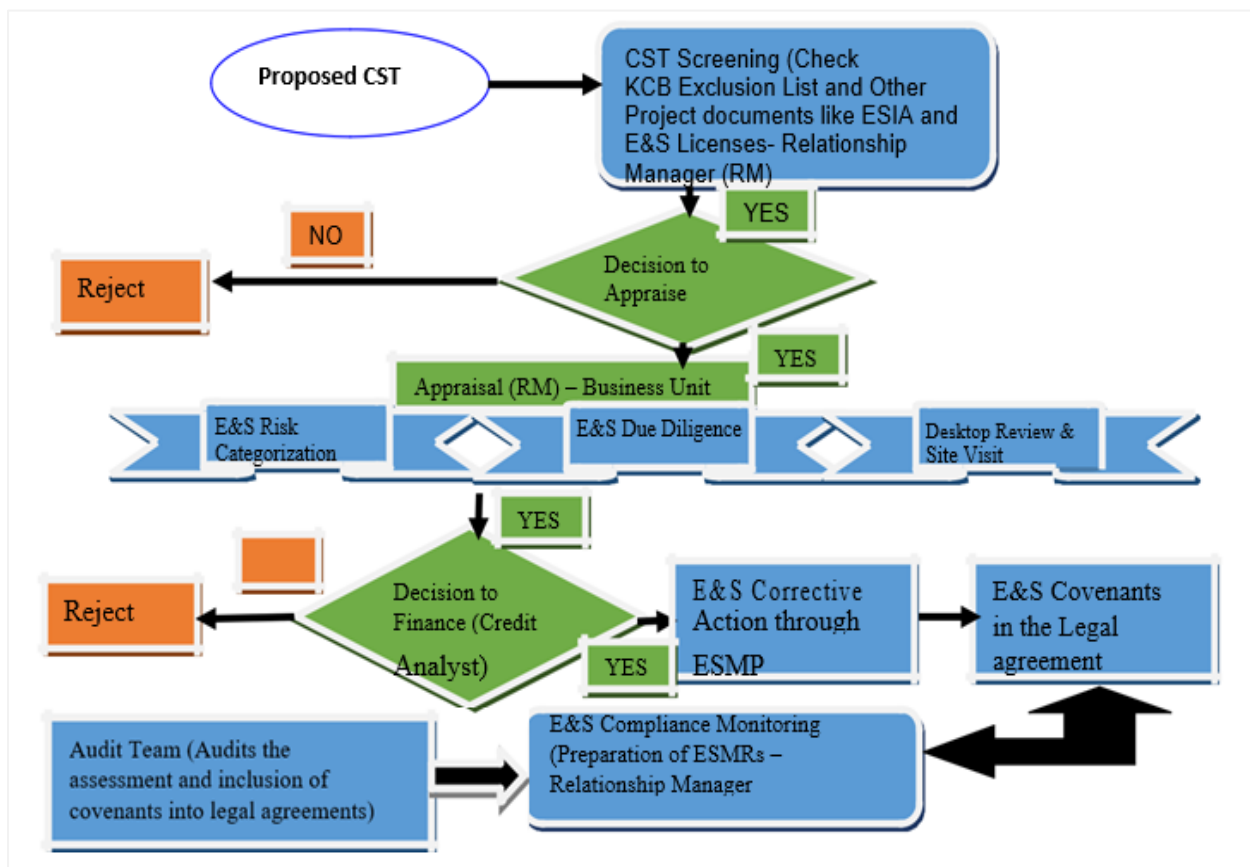 Proposed CST
CST Screening (Check
KCB Exclusion List and Other
Project documents like ESIA and
E&S Licenses- Relationship
Manager (RM)
YES
NO
Decision to
Appraise
Reject
YES
Appraisal (RM) – Business Unit
E&S Risk
Categorization
E&S Due Diligence
Desktop Review &
Site Visit
YES
Decision to
Finance (Credit
Analyst)
Reject
YES
E&S Corrective
Action through
ESMP
E&S Covenants
in the Legal
agreement
Audit Team (Audits the
assessment and inclusion of
covenants into legal agreements)
E&S Compliance Monitoring
(Preparation of ESMRs –
Relationship Manager